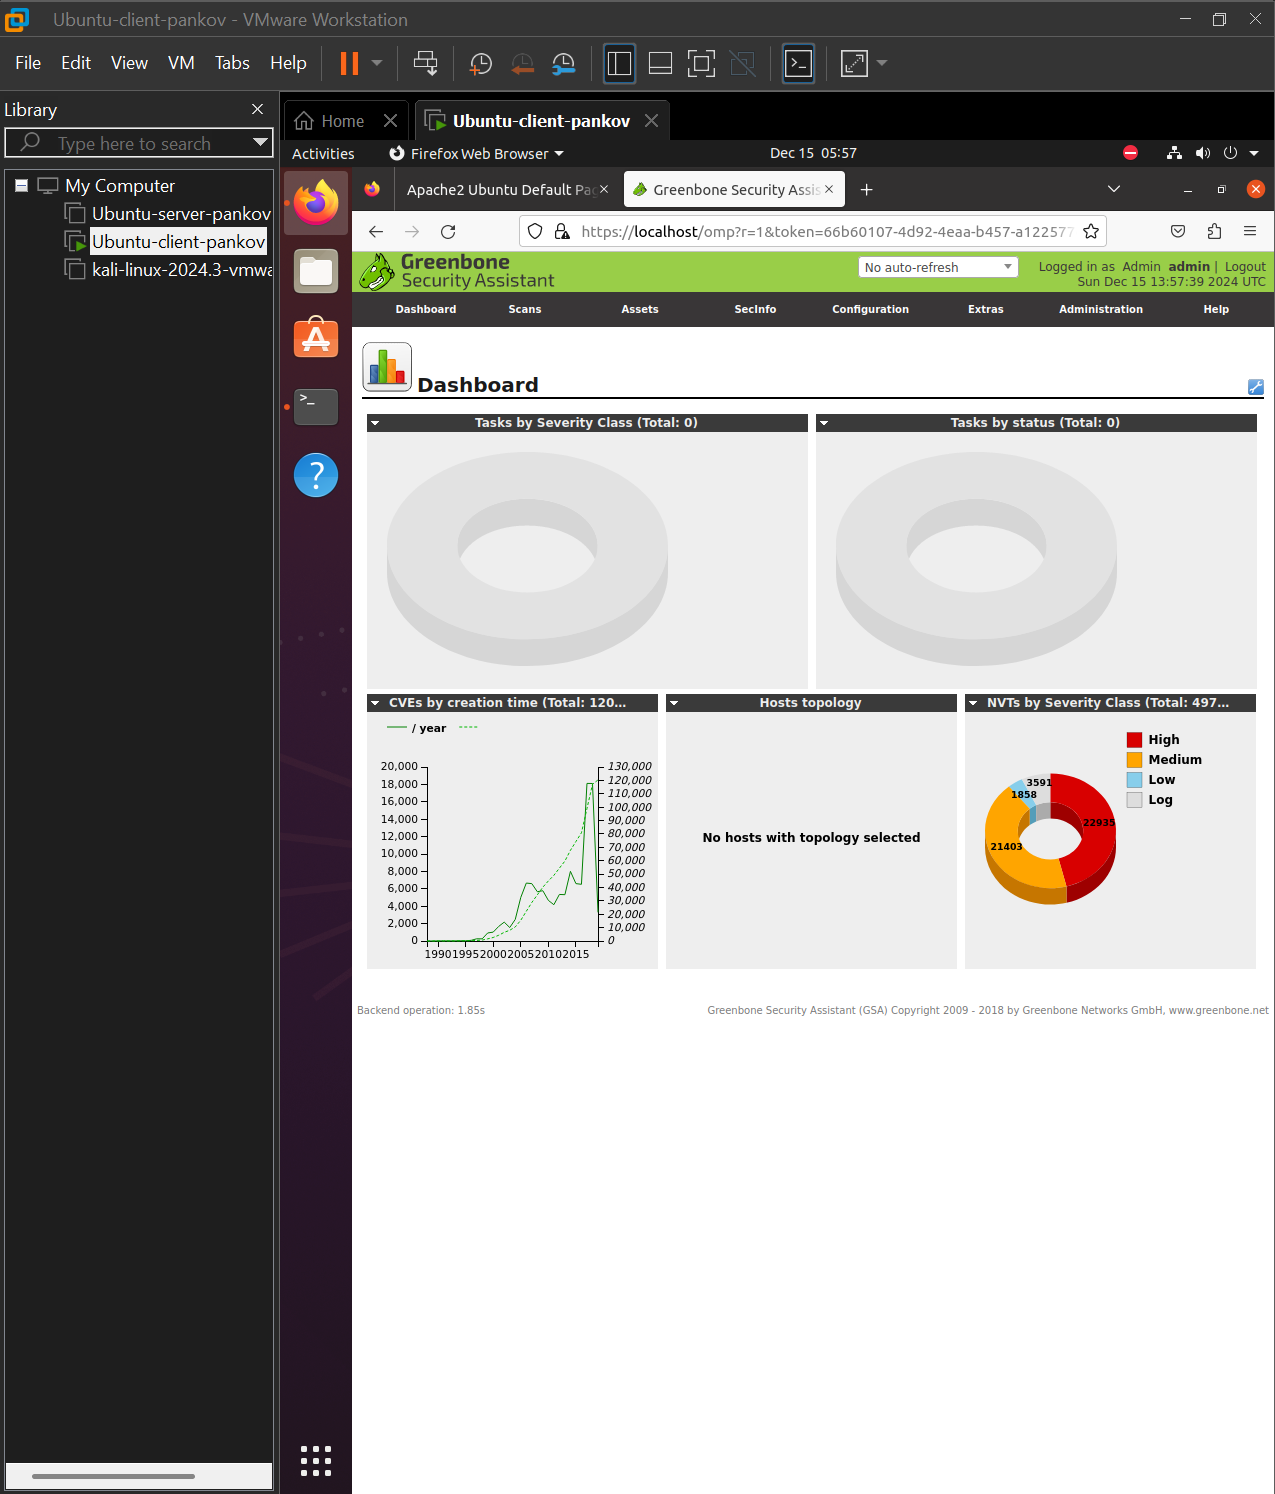 Ubuntu-client-pankov - VMware Workstation
File Edit View VM Tabs Help
Library
Type here to search
My Computer
Ubuntu-server-pankov
Ubuntu-client-pankov
kali-linux-2024.3-vmwa
Home
Ubuntu-client-pankov
Activities
Firefox Web Browser
Dec 15 05:57
Apache2 Ubuntu Default Pag
Greenbone Security Assis
https://localhost/omp?r=1&token=66b60107-4d92-4eaa-b457-a122577
Greenbone
Security Assistant
No auto-refresh
Logged in as Admin admin | Logout
Sun Dec 15 13:57:39 2024 UTC
Dashboard Scans Assets SecInfo Configuration Extras Administration Help
Dashboard
Tasks by Severity Class (Total: 0)
Tasks by status (Total: 0)
CVEs by creation time (Total: 120...
/ year
20,000
18,000
16,000
14,000
12,000
10,000
8,000
6,000
4,000
2,000
0
130,000
120,000
110,000
100,000
90,000
80,000
70,000
60,000
50,000
40,000
30,000
20,000
10,000
0
1990 1995 2000 2005 2010 2015
Hosts topology
No hosts with topology selected
NVTs by Severity Class (Total: 497...
High
Medium
Low
Log
3591
1858
22935
21403
Backend operation: 1.85s
Greenbone Security Assistant (GSA) Copyright 2009 - 2018 by Greenbone Networks GmbH, www.greenbone.net